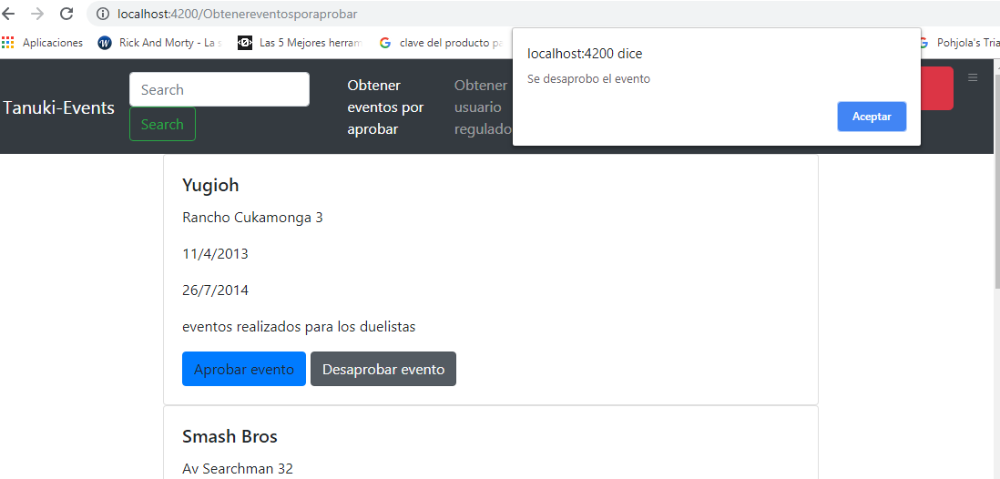 localhost:4200/Obtenereventosporaprobar
Aplicaciones
Rick And Morty - La s
Las 5 Mejores herram
clave del producto pa
Pohjola's Tria
localhost:4200 dice
Se desaprobo el evento
Aceptar
Tanuki-Events
Search
Search
Obtener
eventos por
aprobar
Obtener
usuario
regulado
Yugioh
Rancho Cukamonga 3
11/4/2013
26/7/2014
eventos realizados para los duelistas
Aprobar evento
Desaprobar evento
Smash Bros
Av Searchman 32